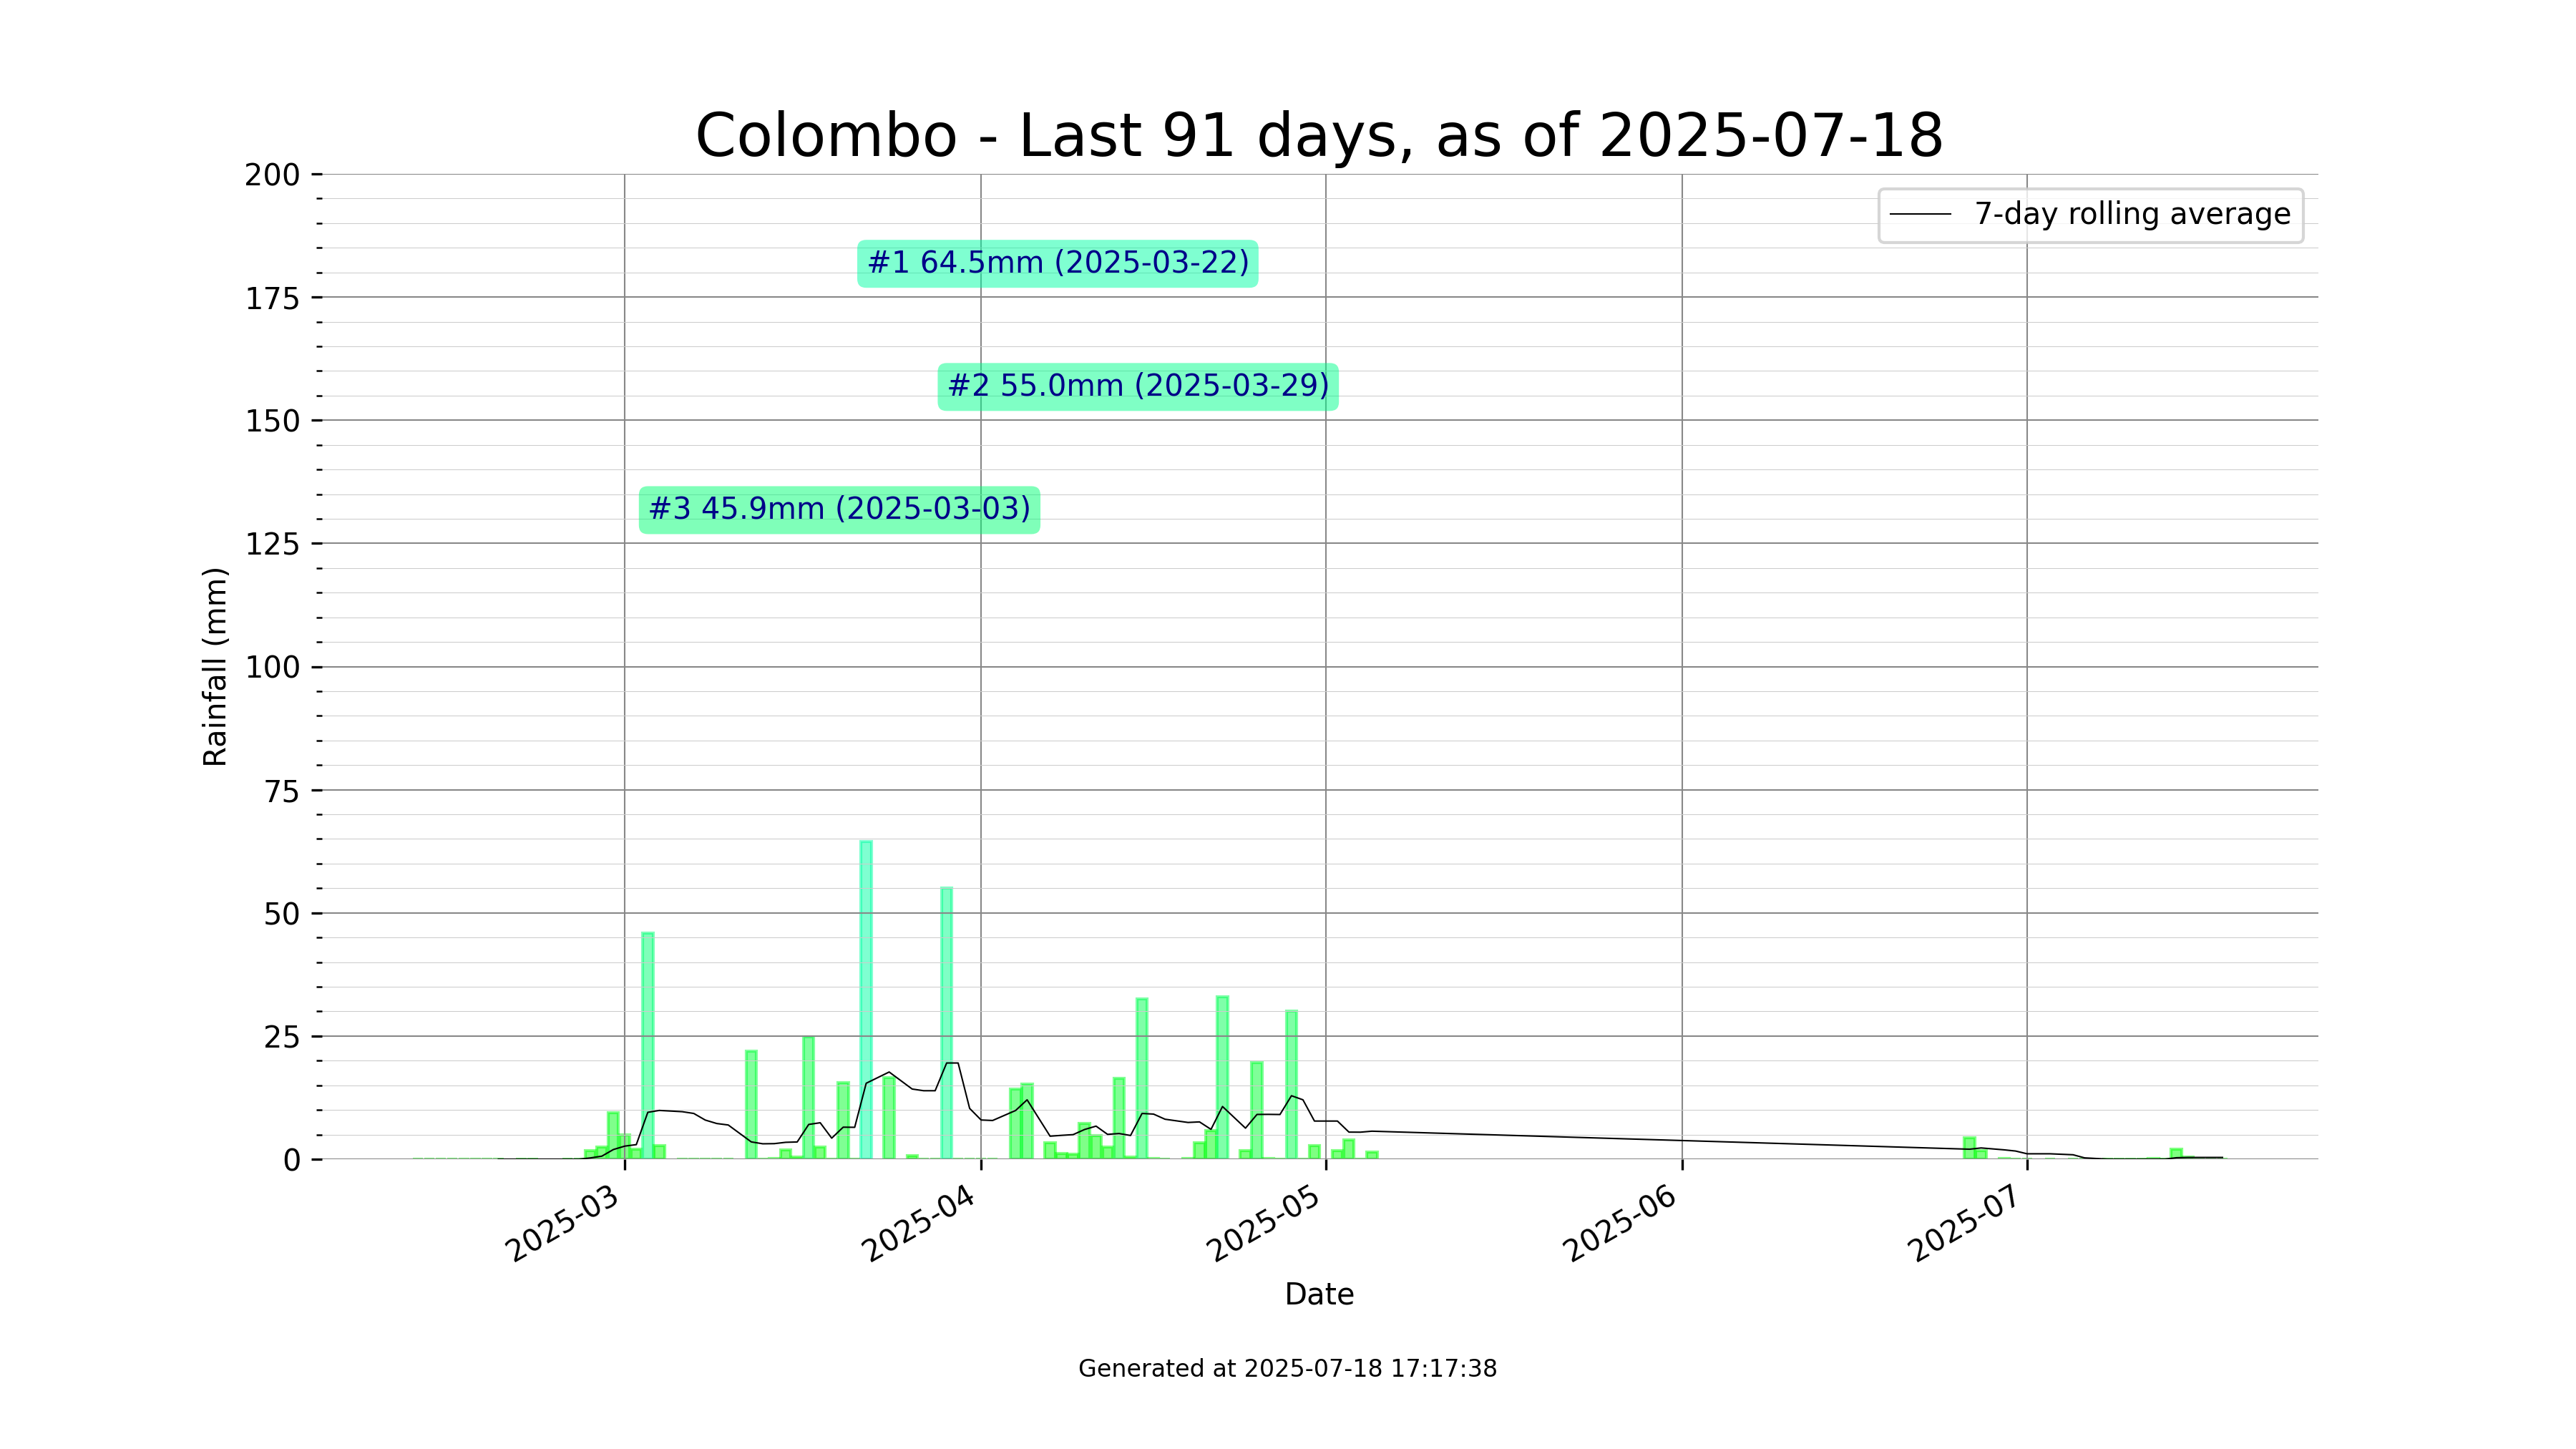 Colombo - Last 91 days, as of 2025-07-18
200
175
150
125
100
75
50
25
0
Rainfall (mm)
7-day rolling average
#1 64.5mm (2025-03-22)
#2 55.0mm (2025-03-29)
#3 45.9mm (2025-03-03)
2025-03
2025-04
2025-05
2025-06
2025-07
Date
Generated at 2025-07-18 17:17:38